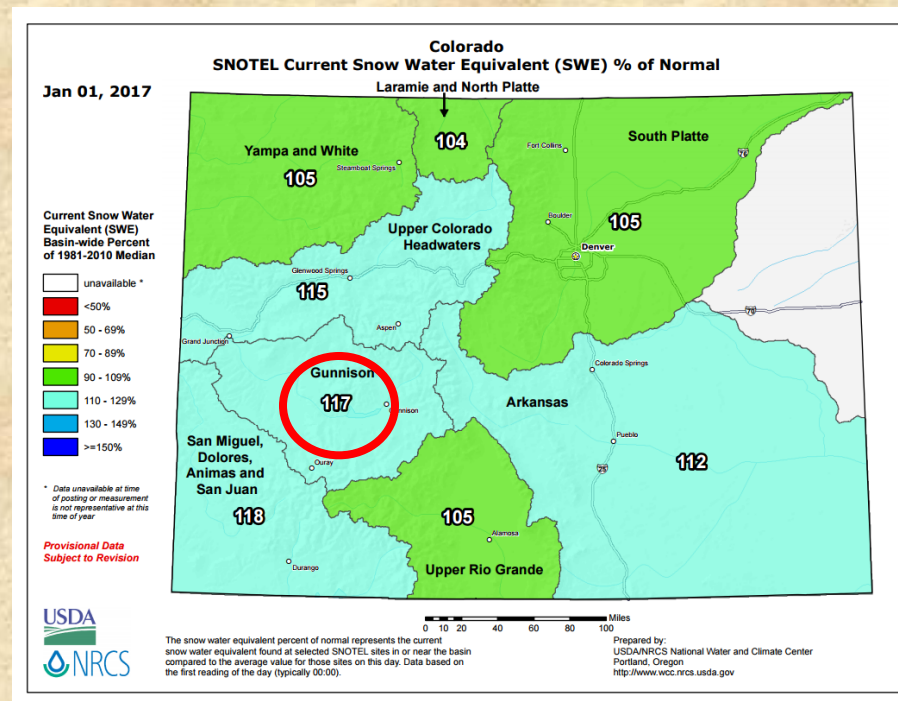 Colorado
SNOTEL Current Snow Water Equivalent (SWE) % of Normal
Jan 01, 2017
Laramie and North Platte
104
South Platte
Fort Collins
76
Yampa and White
Steamboat Springs
105
Current Snow Water
Equivalent (SWE)
Basin-wide Percent
of 1981-2010 Median
unavailable *
<50%
50 - 69%
70 - 89%
90 - 109%
110 - 129%
130 - 149%
>=150%
Boulder
105
Upper Colorado
Headwaters
Denver
Glenwood Springs
115
70
Aspen
Grand Junction
Colorado Springs
Gunnison
117
Gunnison
Arkansas
Pueblo
San Miguel,
Dolores,
Animas and
San Juan
Ouray
25
112
118
105
Alamosa
Durango
Upper Rio Grande
* Data unavailable at time
of posting or measurement
is not representative at this
time of year
Provisional Data
Subject to Revision
USDA
NRCS
Miles
0 10 20 40 60 80 100
The snow water equivalent percent of normal represents the current
snow water equivalent found at selected SNOTEL sites in or near the basin
compared to the average value for those sites on this day. Data based on
the first reading of the day (typically 00:00).
Prepared by:
USDA/NRCS National Water and Climate Center
Portland, Oregon
http://www.wcc.nrcs.usda.gov